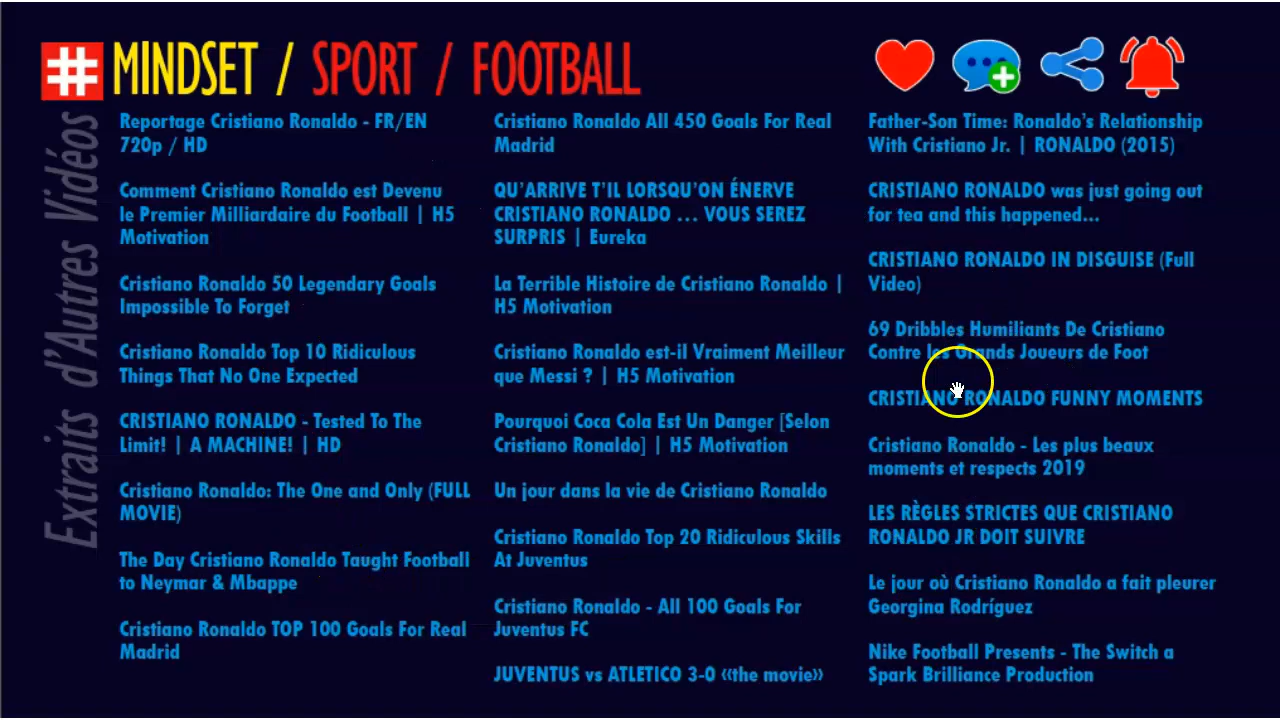 # MINDSET / SPORT / FOOTBALL
Extraits d'Autres Vidéos
Reportage Cristiano Ronaldo - FR/EN
720p / HD
Comment Cristiano Ronaldo est Devenu
le Premier Milliardaire du Football | H5
Motivation
Cristiano Ronaldo 50 Legendary Goals
Impossible To Forget
Cristiano Ronaldo Top 10 Ridiculous
Things That No One Expected
CRISTIANO RONALDO - Tested To The
Limit! | A MACHINE! | HD
Cristiano Ronaldo: The One and Only (FULL
MOVIE)
The Day Cristiano Ronaldo Taught Football
to Neymar & Mbappe
Cristiano Ronaldo TOP 100 Goals For Real
Madrid
Cristiano Ronaldo All 450 Goals For Real
Madrid
QU'ARRIVE T'IL LORSQU'ON ÉNERVE
CRISTIANO RONALDO ... VOUS SEREZ
SURPRIS | Eureka
La Terrible Histoire de Cristiano Ronaldo |
H5 Motivation
Cristiano Ronaldo est-il Vraiment Meilleur
que Messi ? | H5 Motivation
Pourquoi Coca Cola Est Un Danger [Selon
Cristiano Ronaldo] | H5 Motivation
Un jour dans la vie de Cristiano Ronaldo
Cristiano Ronaldo Top 20 Ridiculous Skills
At Juventus
Cristiano Ronaldo - All 100 Goals For
Juventus FC
JUVENTUS vs ATLETICO 3-0 «the movie»
Father-Son Time: Ronaldo's Relationship
With Cristiano Jr. | RONALDO (2015)
CRISTIANO RONALDO was just going out
for tea and this happened...
CRISTIANO RONALDO IN DISGUISE (Full
Video)
69 Dribbles Humiliants De Cristiano
Contre les Grands Joueurs de Foot
CRISTIANO RONALDO FUNNY MOMENTS
Cristiano Ronaldo - Les plus beaux
moments et respects 2019
LES RÈGLES STRICTES QUE CRISTIANO
RONALDO JR DOIT SUIVRE
Le jour où Cristiano Ronaldo a fait pleurer
Georgina Rodríguez
Nike Football Presents - The Switch a
Spark Brilliance Production